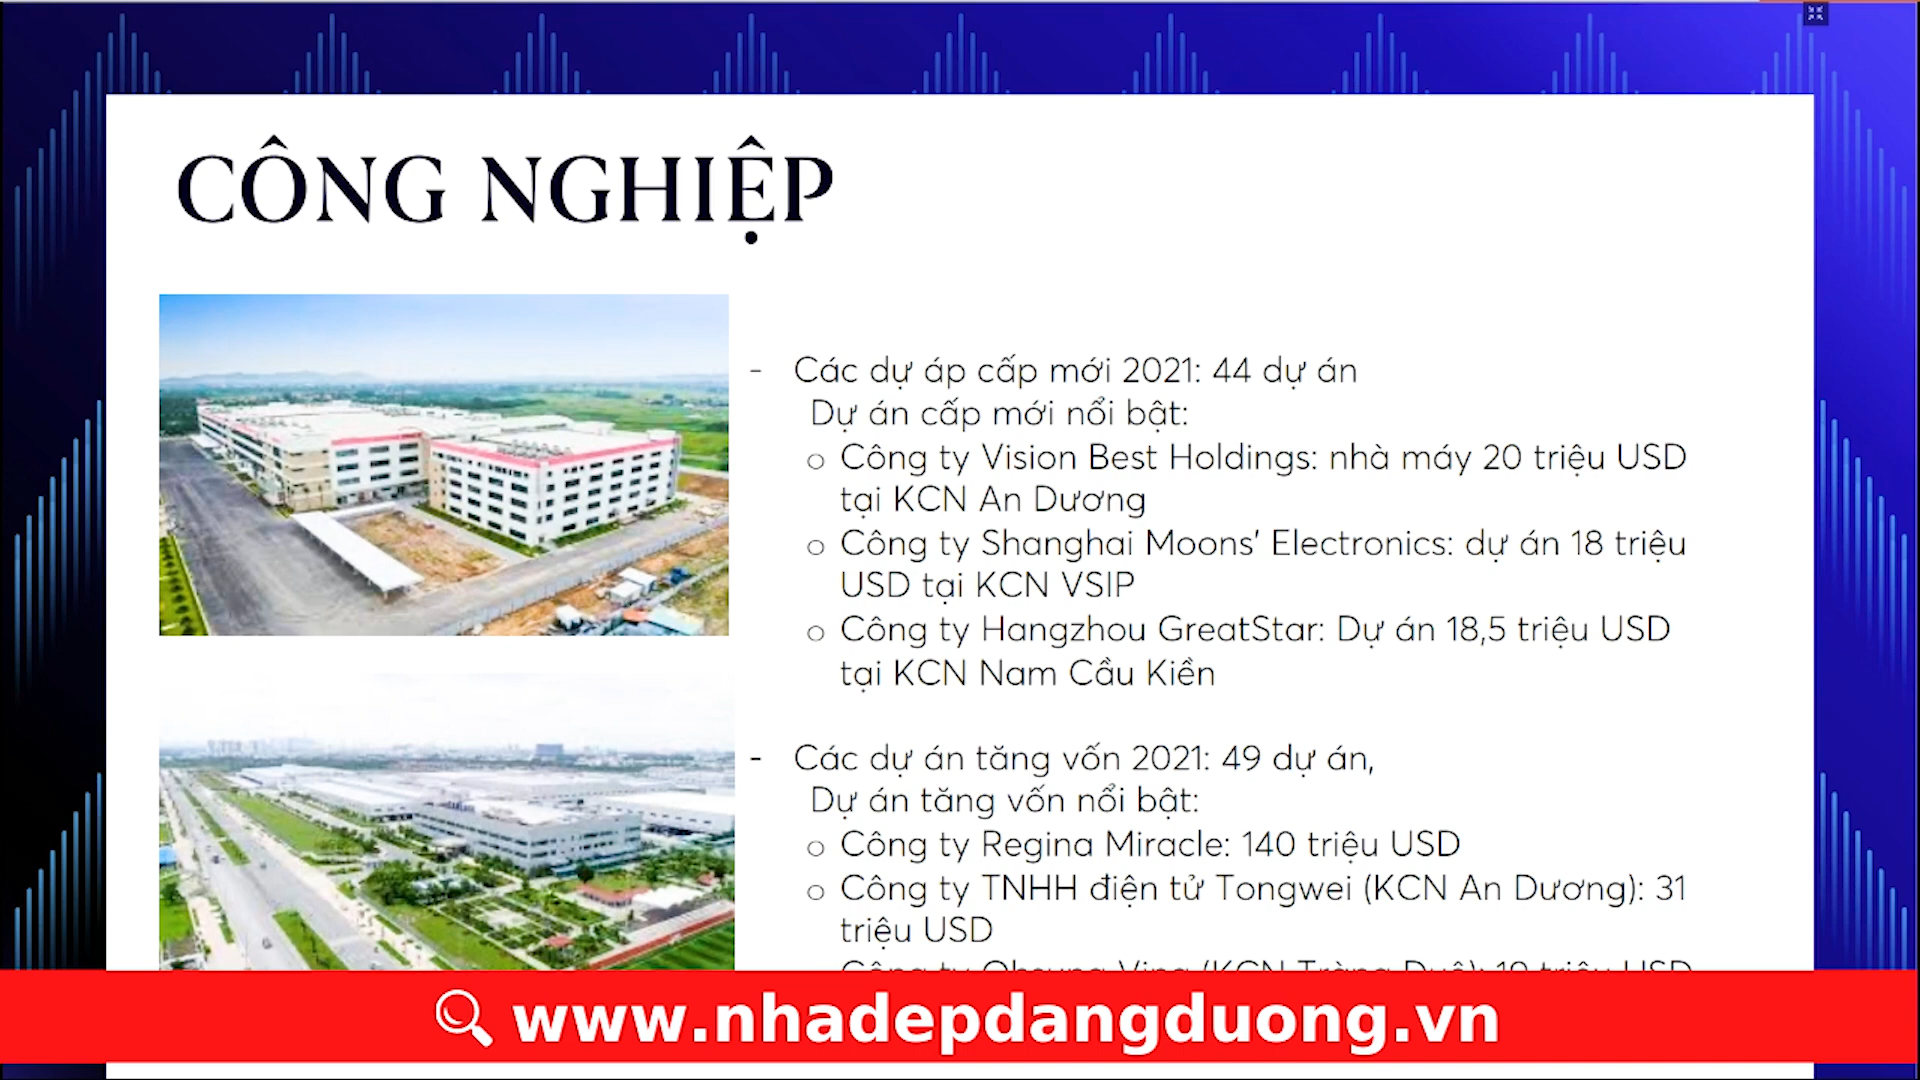 CÔNG NGHIỆP
- Các dự áp cấp mới 2021: 44 dự án
Dự án cấp mới nổi bật:
o Công ty Vision Best Holdings: nhà máy 20 triệu USD
tại KCN An Dương
o Công ty Shanghai Moons’ Electronics: dự án 18 triệu
USD tại KCN VSIP
o Công ty Hangzhou GreatStar: Dự án 18,5 triệu USD
tại KCN Nam Cầu Kiền
- Các dự án tăng vốn 2021: 49 dự án,
Dự án tăng vốn nổi bật:
o Công ty Regina Miracle: 140 triệu USD
o Công ty TNHH điện tử Tongwei (KCN An Dương): 31
triệu USD
www.nhadepdangduong.vn